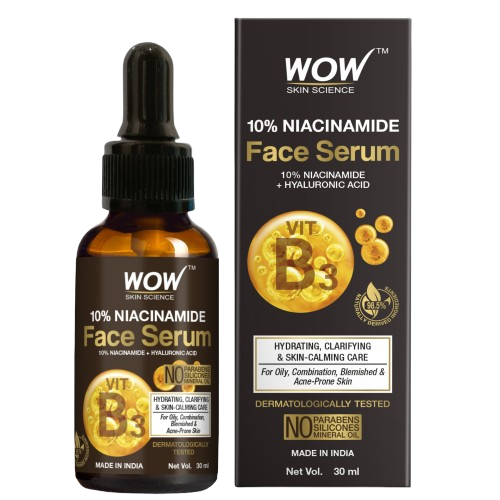 WOW™
SKIN SCIENCE
10% NIACINAMIDE
Face Serum
10% NIACINAMIDE + HYALURONIC ACID
VIT
B3
NO PARABENS
SILICONES
MINERAL OIL
HYDRATING, CLARIFYING
& SKIN-CALMING CARE
For Oily, Combination,
Blemished &
Acne-Prone Skin
DERMATOLOGICALLY
TESTED
MADE IN INDIA
Net Vol. 30 ml
WOW™
SKIN SCIENCE
10% NIACINAMIDE
Face Serum
10% NIACINAMIDE
+ HYALURONIC ACID
VIT
B3
98.5%
NATURALLY DERIVED INGREDIENTS
HYDRATING, CLARIFYING
& SKIN-CALMING CARE
For Oily, Combination, Blemished &
Acne-Prone Skin
DERMATOLOGICALLY TESTED
NO PARABENS
SILICONES
MINERAL OIL
MADE IN INDIA
Net Vol. 30 ml